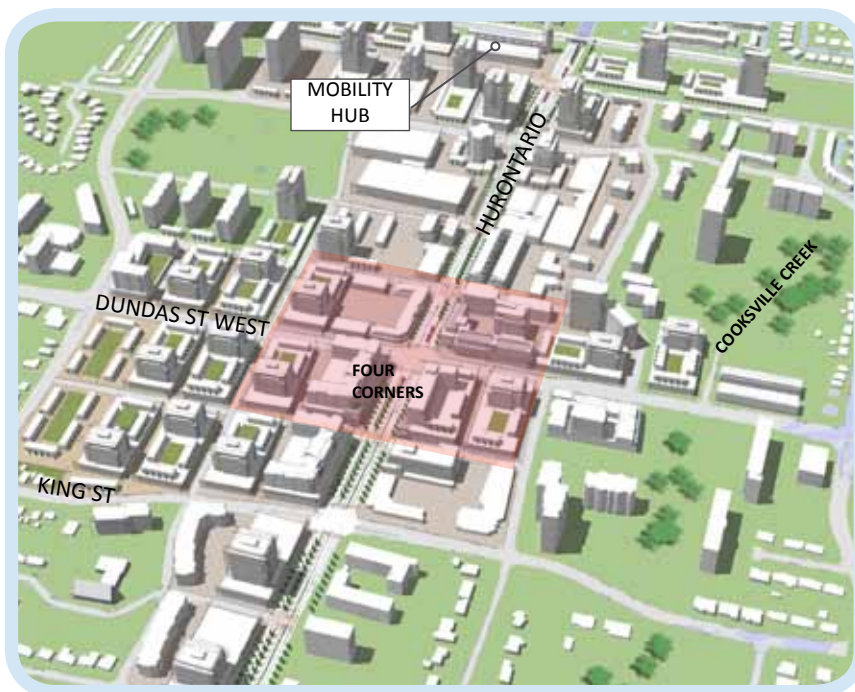 MOBILITY
HUB
HURONTARIO
COOKSVILLE CREEK
DUNDAS ST WEST
FOUR
CORNERS
KING ST